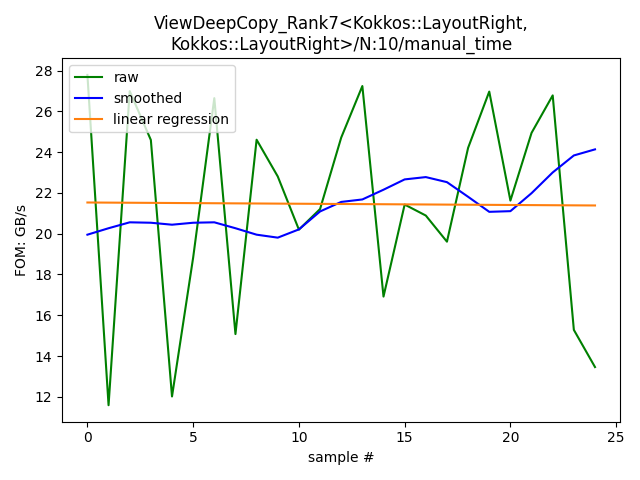 ViewDeepCopy_Rank7<Kokkos::LayoutRight,
Kokkos::LayoutRight>/N:10/manual_time
raw
smoothed
linear regression
FOM: GB/s
28
26
24
22
20
18
16
14
12
0
5
10
15
20
25
sample #